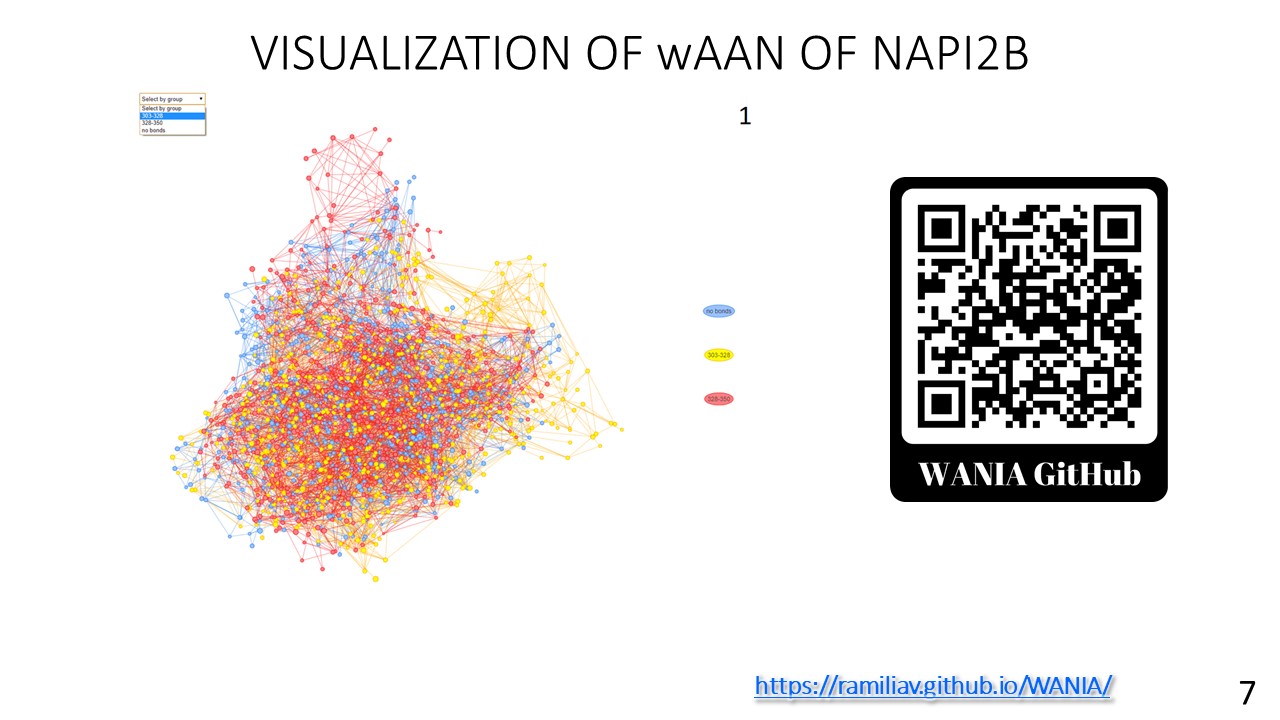 VISUALIZATION OF wAAN OF NAPI2B
Select by group
Select by group
303-328
328-350
no bonds
1
no bonds
303-328
328-350
WANIA GitHub
https://ramiliav.github.io/WANIA/
7